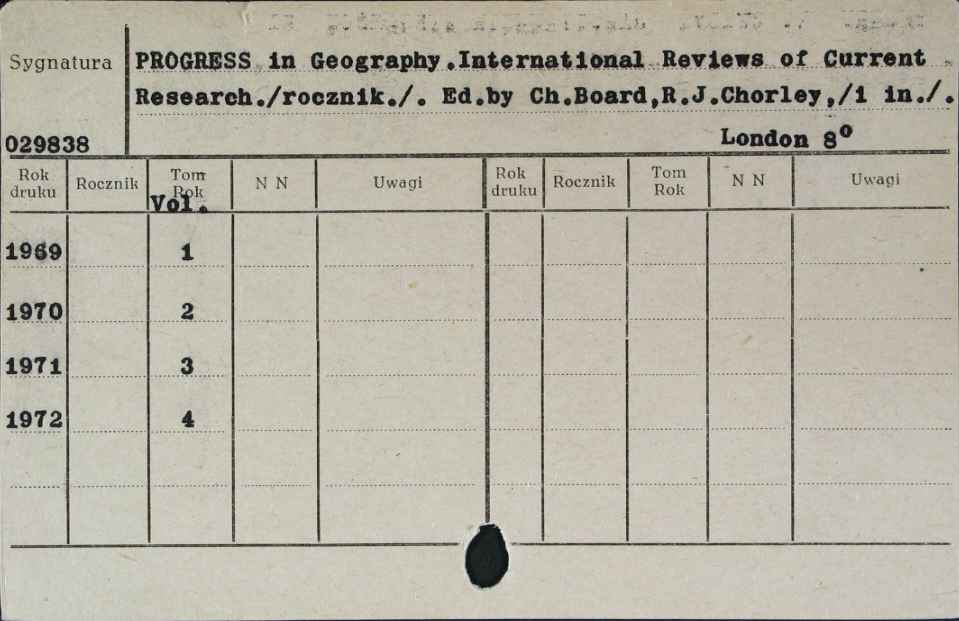 Sygnatura
PROGRESS in Geography.International Reviews of Current
Research./rocznik./. Ed.by Ch.Board,R.J.Chorley,/i in./.
029838
London 8⁰
Rok druku Rocznik Tom Rok N N Uwagi Rok druku Rocznik Tom Rok N N Uwagi
Vol.
1969 1
1970 2
1971 3
1972 4